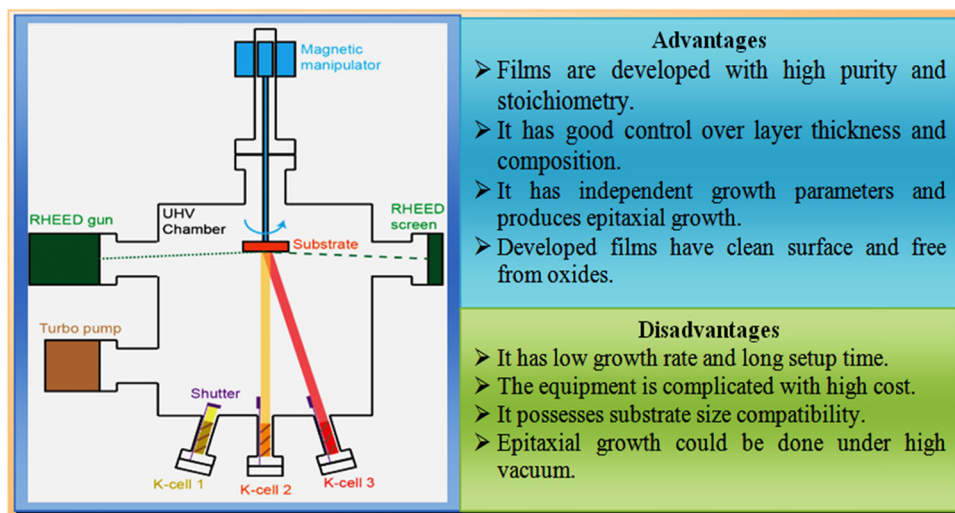 Magnetic
manipulator
UHV
Chamber
RHEED gun
RHEED
screen
Substrate
Turbo pump
Shutter
K-cell 1
K-cell 2
K-cell 3
Advantages
➢ Films are developed with high purity and
stoichiometry.
➢ It has good control over layer thickness and
composition.
➢ It has independent growth parameters and
produces epitaxial growth.
➢ Developed films have clean surface and free
from oxides.
Disadvantages
➢ It has low growth rate and long setup time.
➢ The equipment is complicated with high cost.
➢ It possesses substrate size compatibility.
➢ Epitaxial growth could be done under high
vacuum.